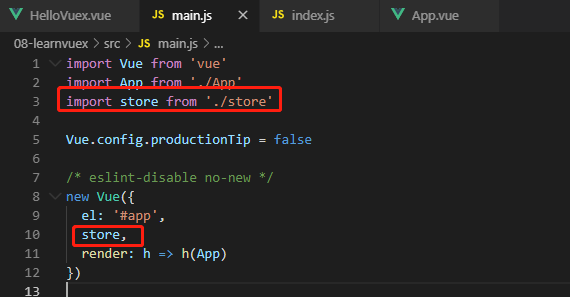 HelloVuex.vue JS main.js × JS index.js App.vue
08-learnvuex > src > JS main.js > ...
1 import Vue from 'vue'
2 import App from './App'
3 import store from './store'
4
5 Vue.config.productionTip = false
6
7 /* eslint-disable no-new */
8 new Vue({
9 el: '#app',
10 store,
11 render: h => h(App)
12 })
13